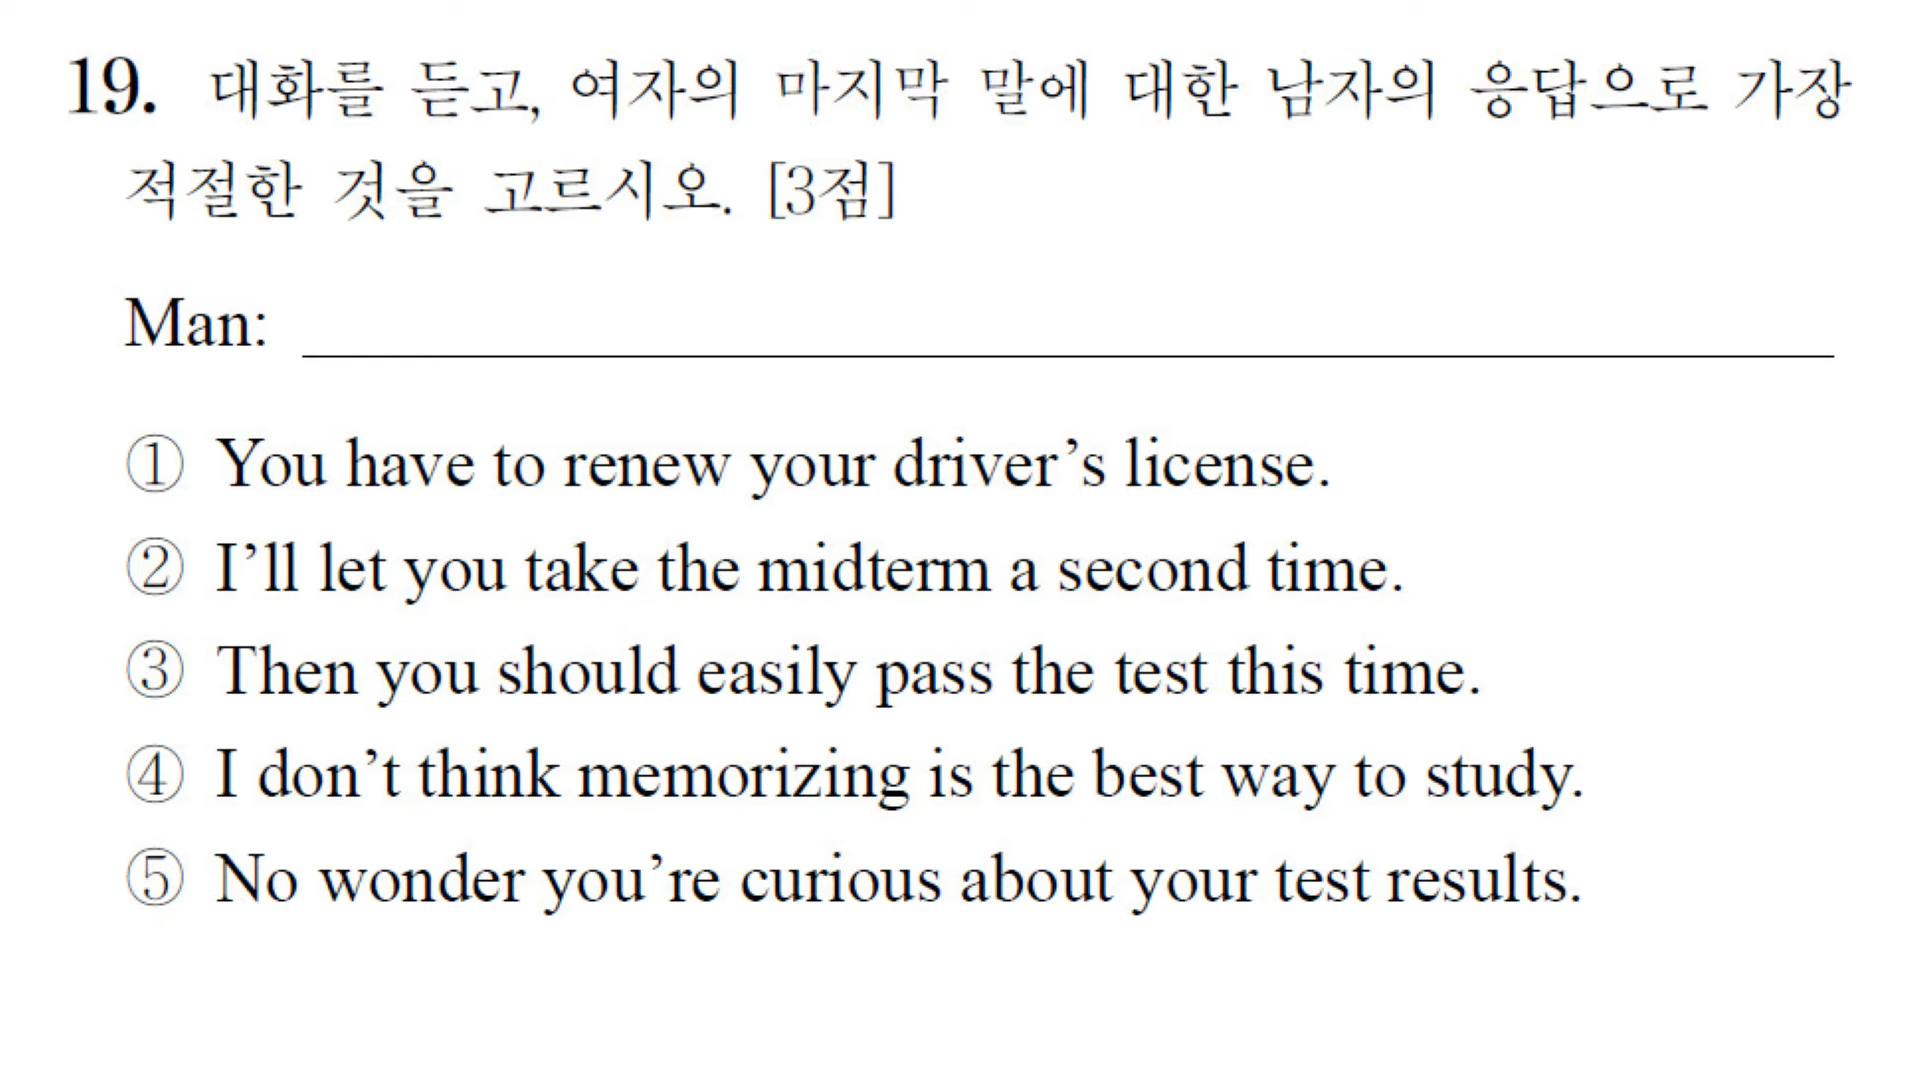 19. 대화를 듣고, 여자의 마지막 말에 대한 남자의 응답으로 가장
적절한 것을 고르시오. [3점]
Man: 
① You have to renew your driver’s license.
② I’ll let you take the midterm a second time.
③ Then you should easily pass the test this time.
④ I don’t think memorizing is the best way to study.
⑤ No wonder you’re curious about your test results.